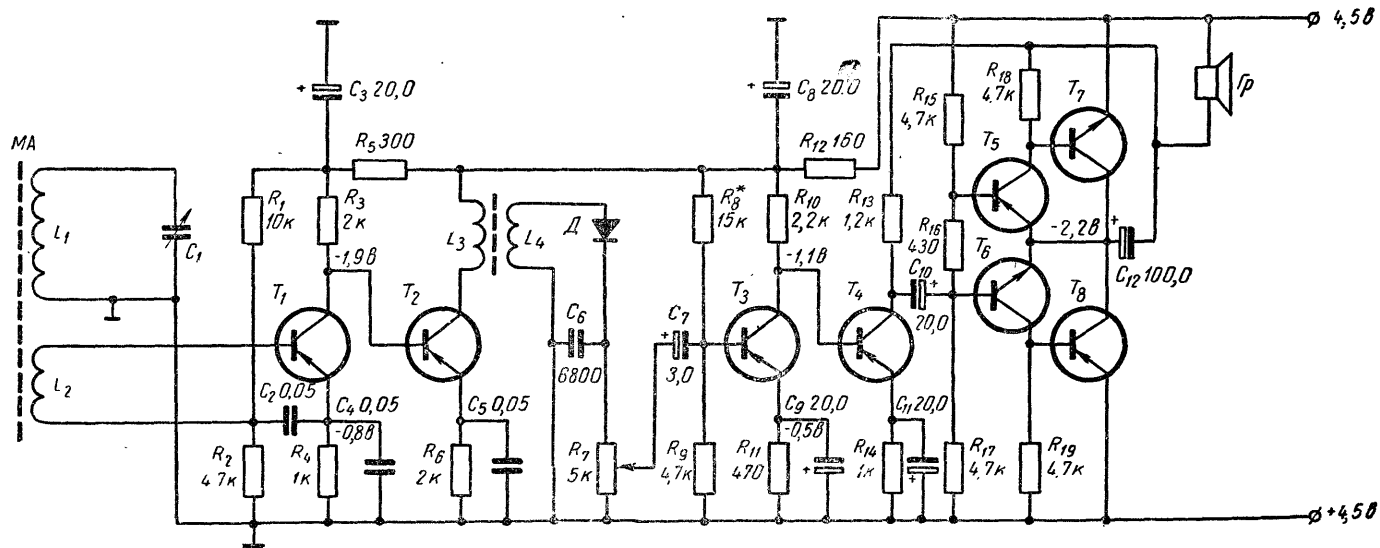 4,5в
C₃ 20,0
C₈ 20,0
R₁₈
4,7к
T₇
Гр
R₁₅
4,7к
МА
R₅ 300
R₁₂ 160
T₅
R₁
10к
R₃
2к
R₈*
15к
R₁₀
2,2к
R₁₃
1,2к
L₁
C₁
L₃
L₄
Д
R₁₆
430
-2,2в
-1,9в
-1,1в
T₆
C₁₀
20,0
C₁₂ 100,0
T₁
T₂
C₆
6800
C₇
3,0
T₃
T₄
T₈
L₂
C₂ 0,05
C₄ 0,05
-0,8в
C₅ 0,05
C₉ 20,0
-0,5в
C₁₁ 20,0
R₂
4,7к
R₄
1к
R₆
2к
R₇
5к
R₉
4,7к
R₁₁
470
R₁₄
1к
R₁₇
4,7к
R₁₉
4,7к
+4,5в